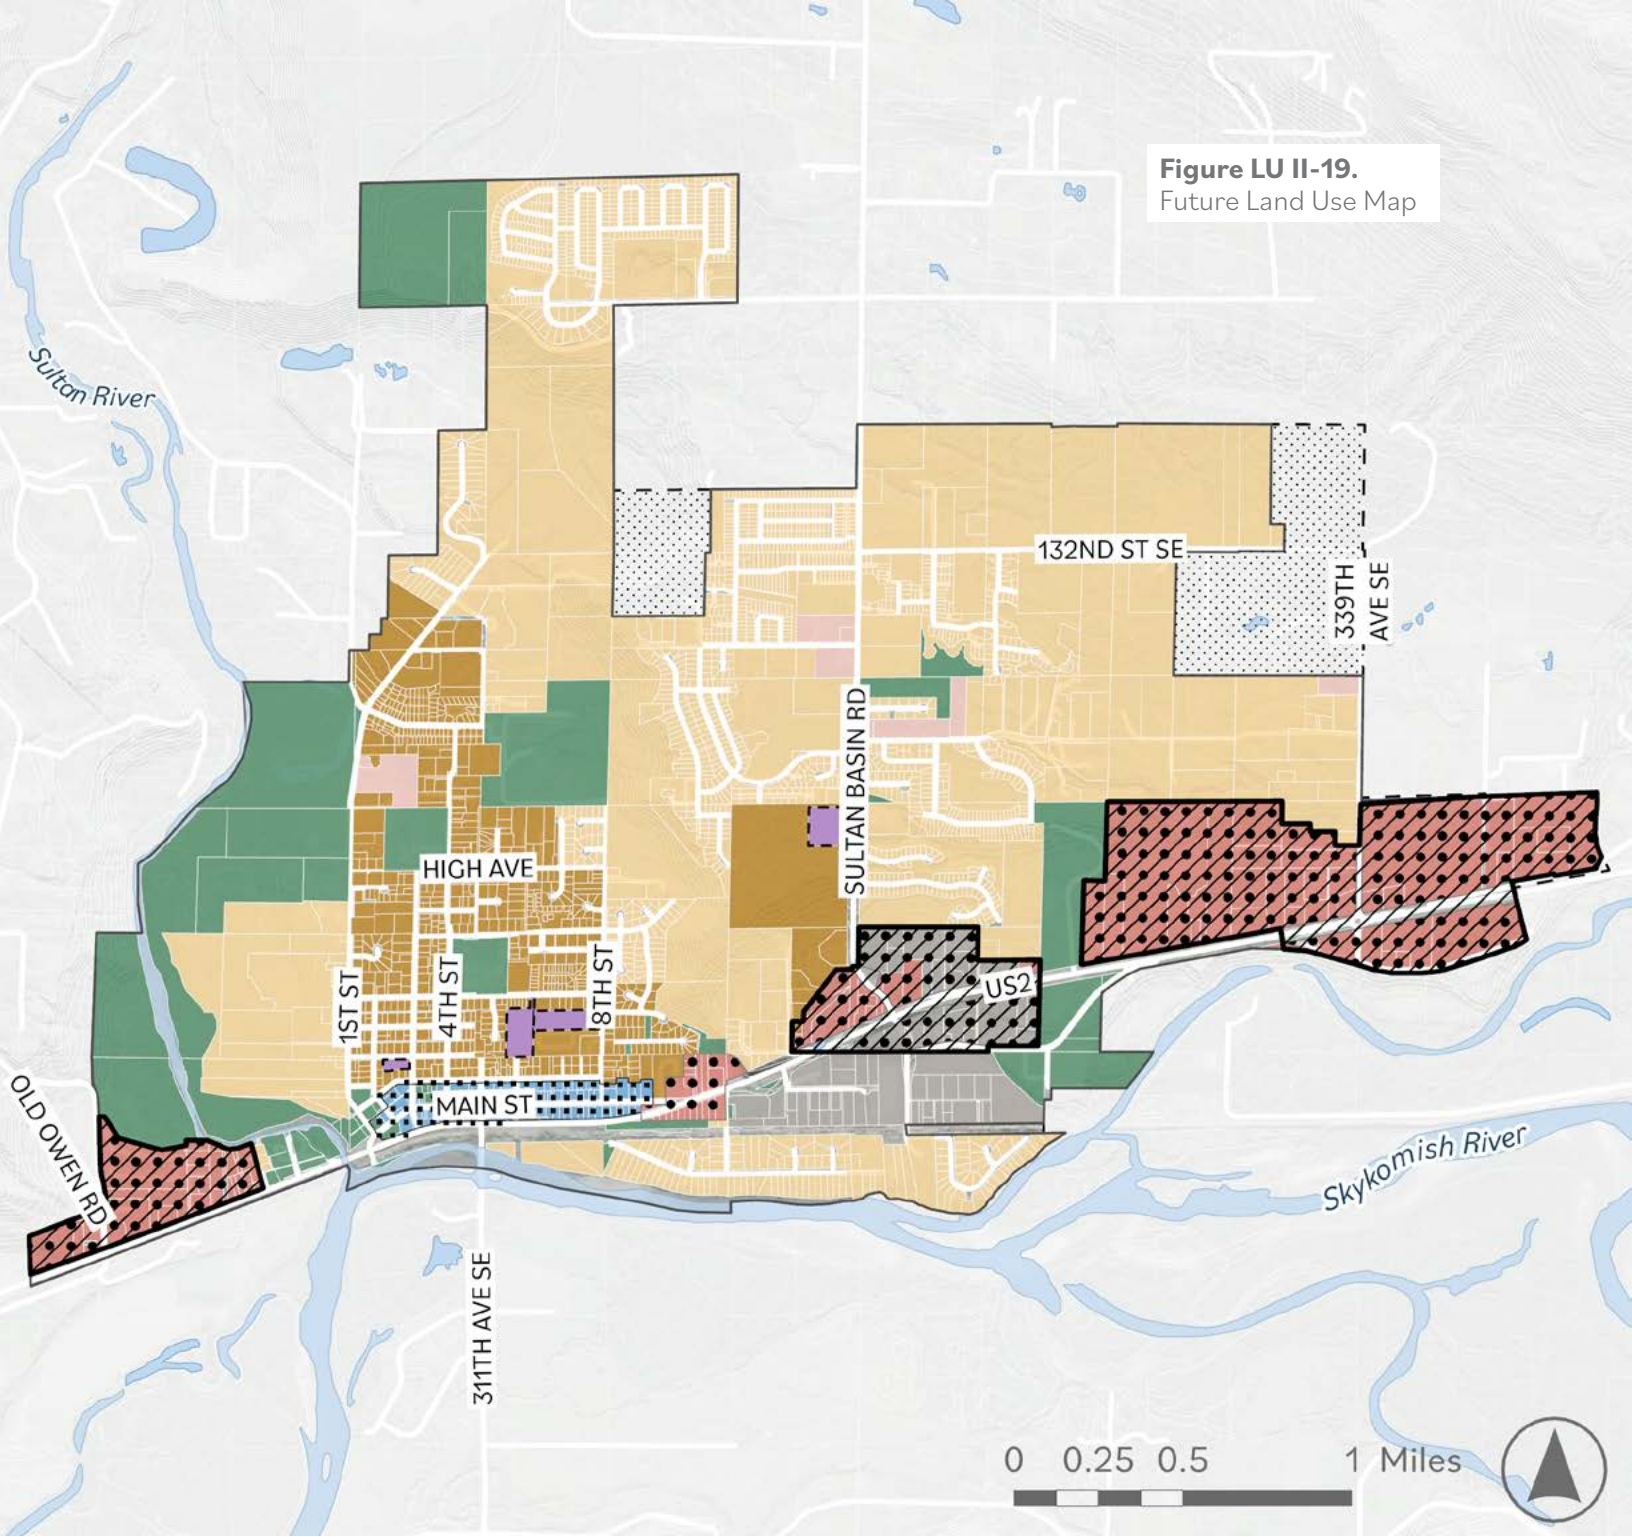 Figure LU II-19.
Future Land Use Map
Sultan River
132ND ST SE
339TH
AVE SE
SULTAN BASIN RD
HIGH AVE
1ST ST
4TH ST
8TH ST
US2
MAIN ST
OLD OWEN RD
Skykomish River
311TH AVE SE
0 0.25 0.5 1 Miles